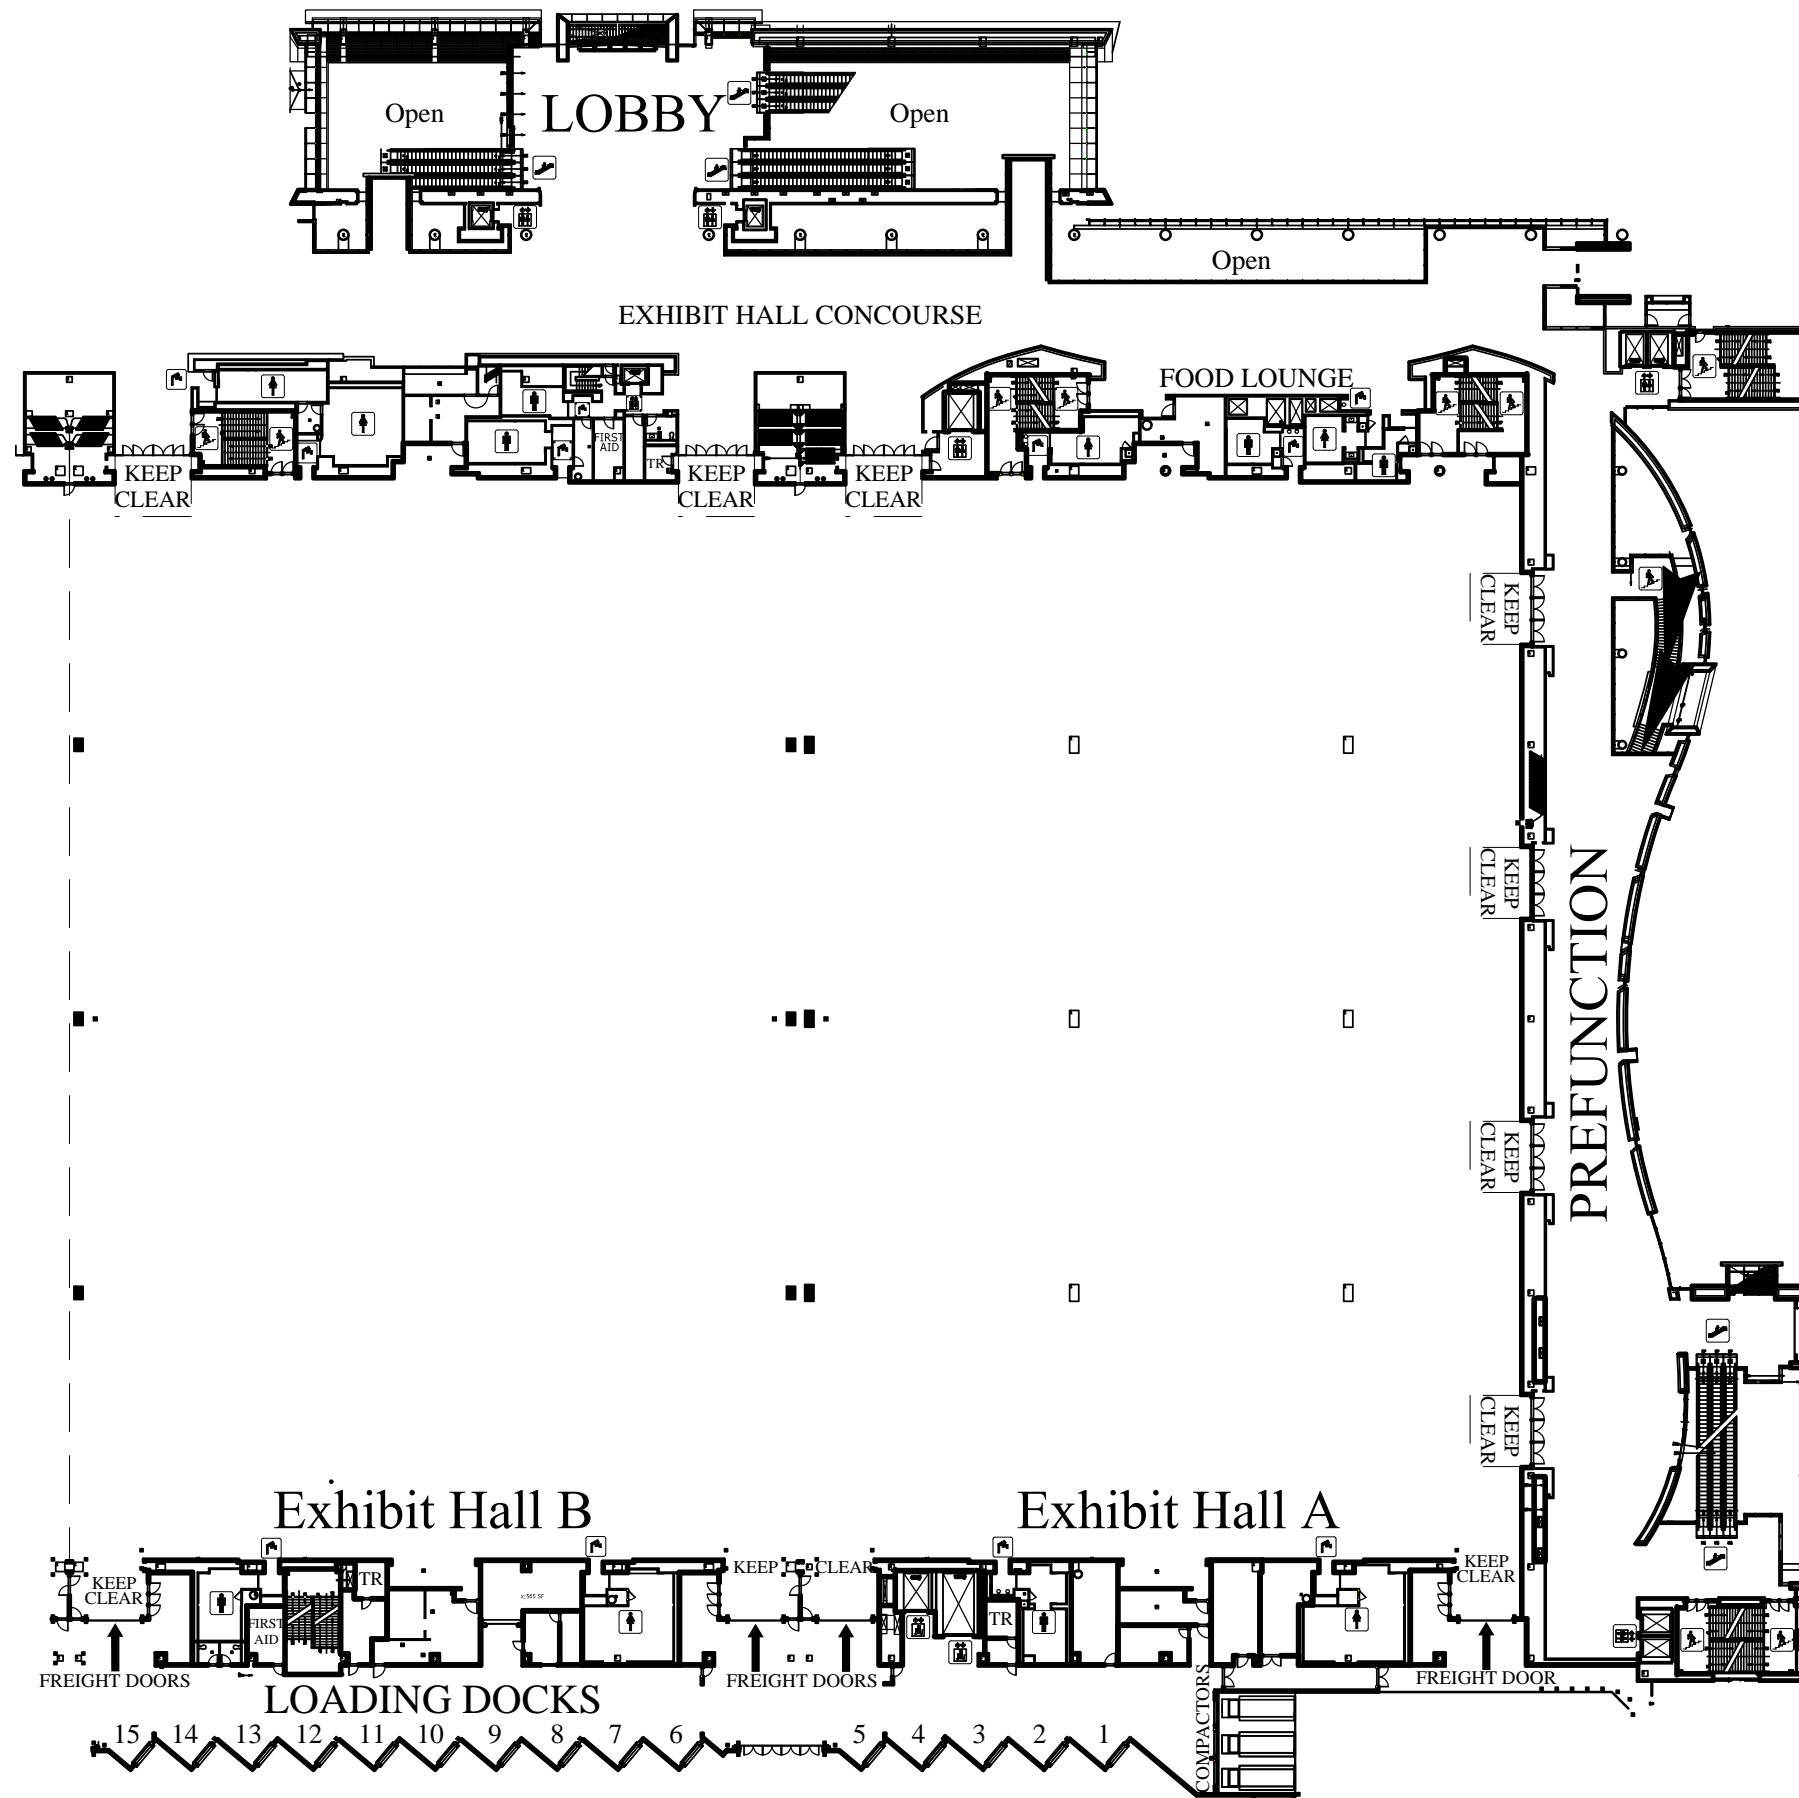 Open
LOBBY
Open
Open
EXHIBIT HALL CONCOURSE
FOOD LOUNGE
FIRST
AID
TR
KEEP
CLEAR
KEEP
CLEAR
KEEP
CLEAR
KEEP
CLEAR
KEEP
CLEAR
PREFUNCTION
KEEP
CLEAR
KEEP
CLEAR
Exhibit Hall B
Exhibit Hall A
KEEP
CLEAR
TR
FIRST
AID
KEEP
CLEAR
TR
KEEP
CLEAR
FREIGHT DOORS
FREIGHT DOORS
FREIGHT DOOR
LOADING DOCKS
COMPACTORS
15 14 13 12 11 10 9 8 7 6 5 4 3 2 1